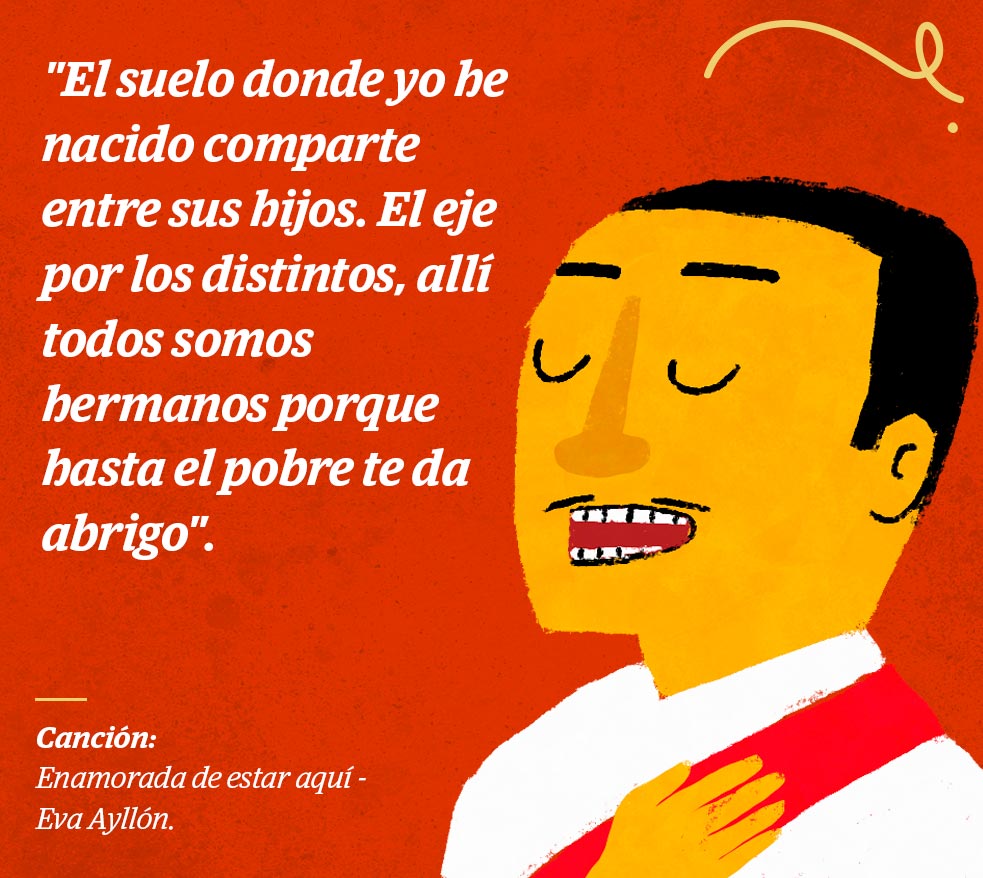 "El suelo donde yo he
nacido comparte
entre sus hijos. El eje
por los distintos, allí
todos somos
hermanos porque
hasta el pobre te da
abrigo".
Canción:
Enamorada de estar aquí -
Eva Ayllón.